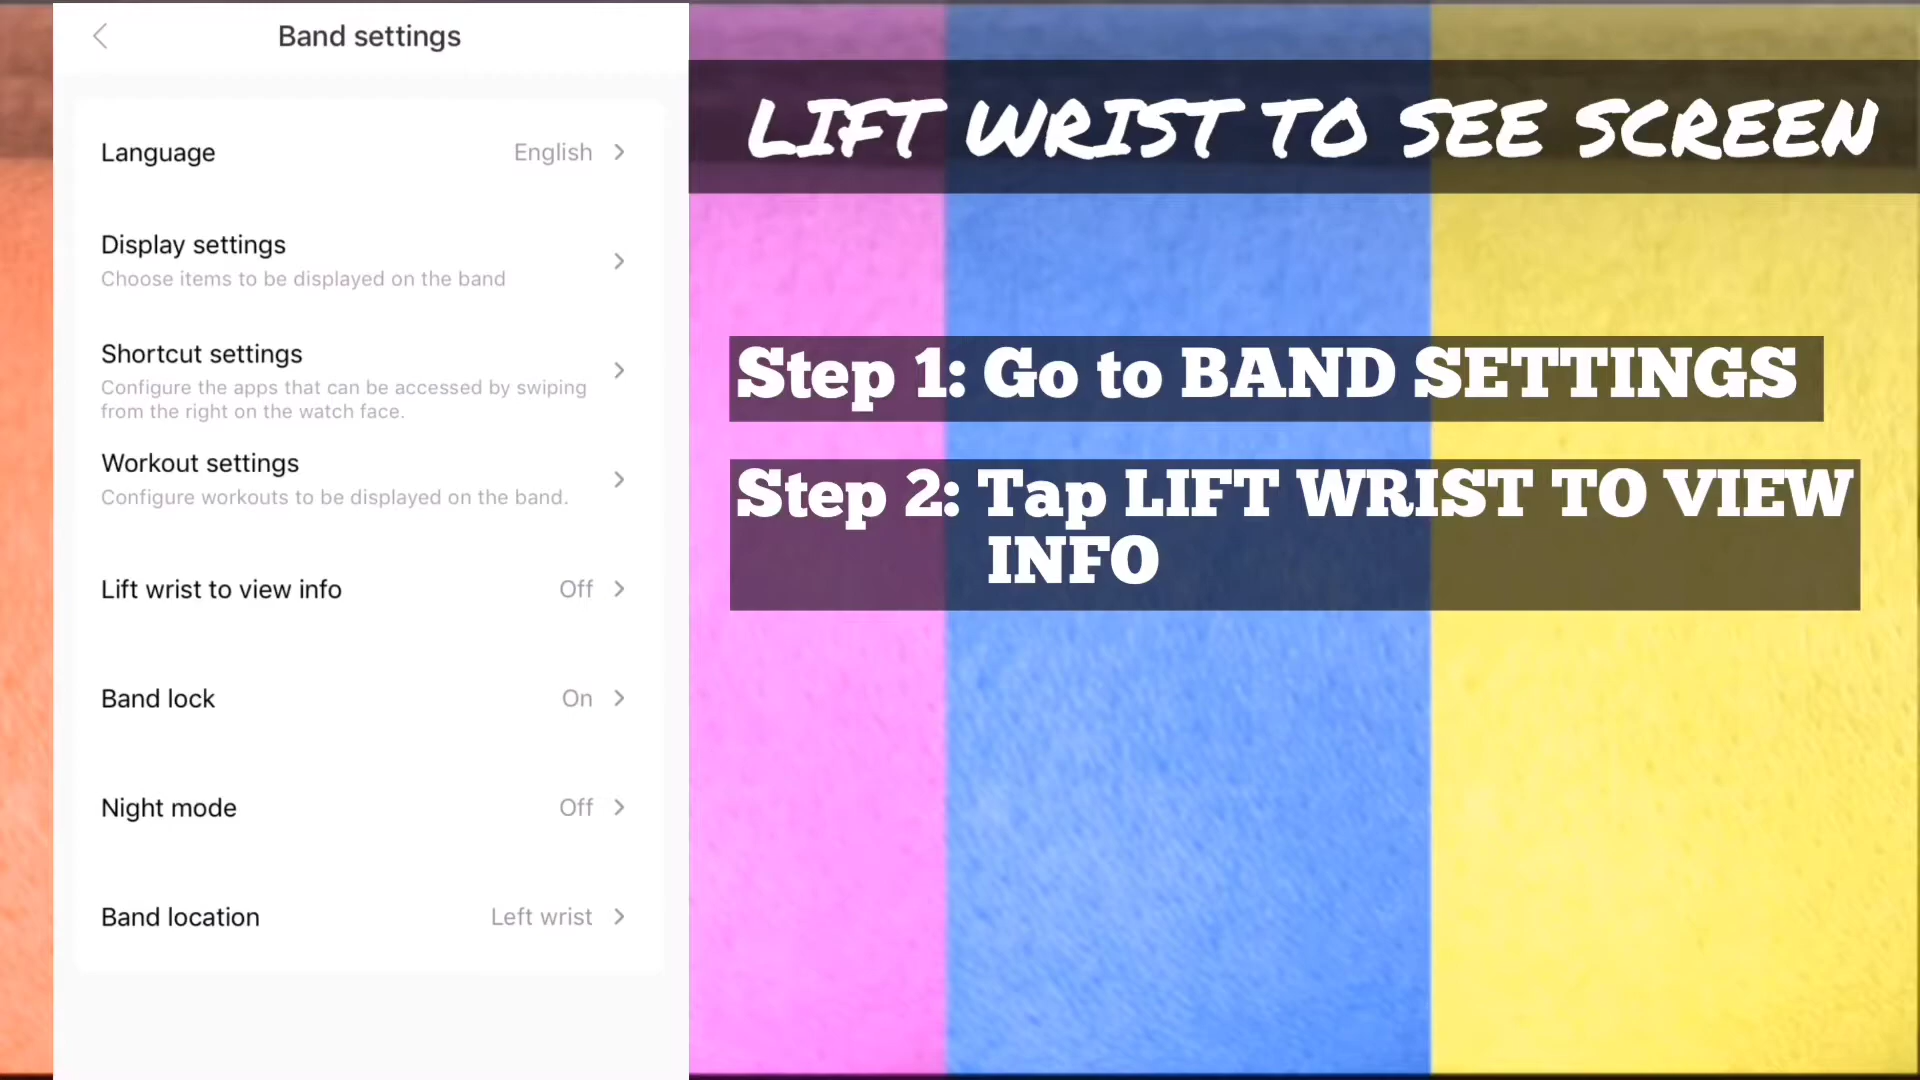 Band settings
Language English
Display settings
Choose items to be displayed on the band
Shortcut settings
Configure the apps that can be accessed by swiping
from the right on the watch face.
Workout settings
Configure workouts to be displayed on the band.
Lift wrist to view info Off
Band lock On
Night mode Off
Band location Left wrist
LIFT WRIST TO SEE SCREEN
Step 1: Go to BAND SETTINGS
Step 2: Tap LIFT WRIST TO VIEW
INFO